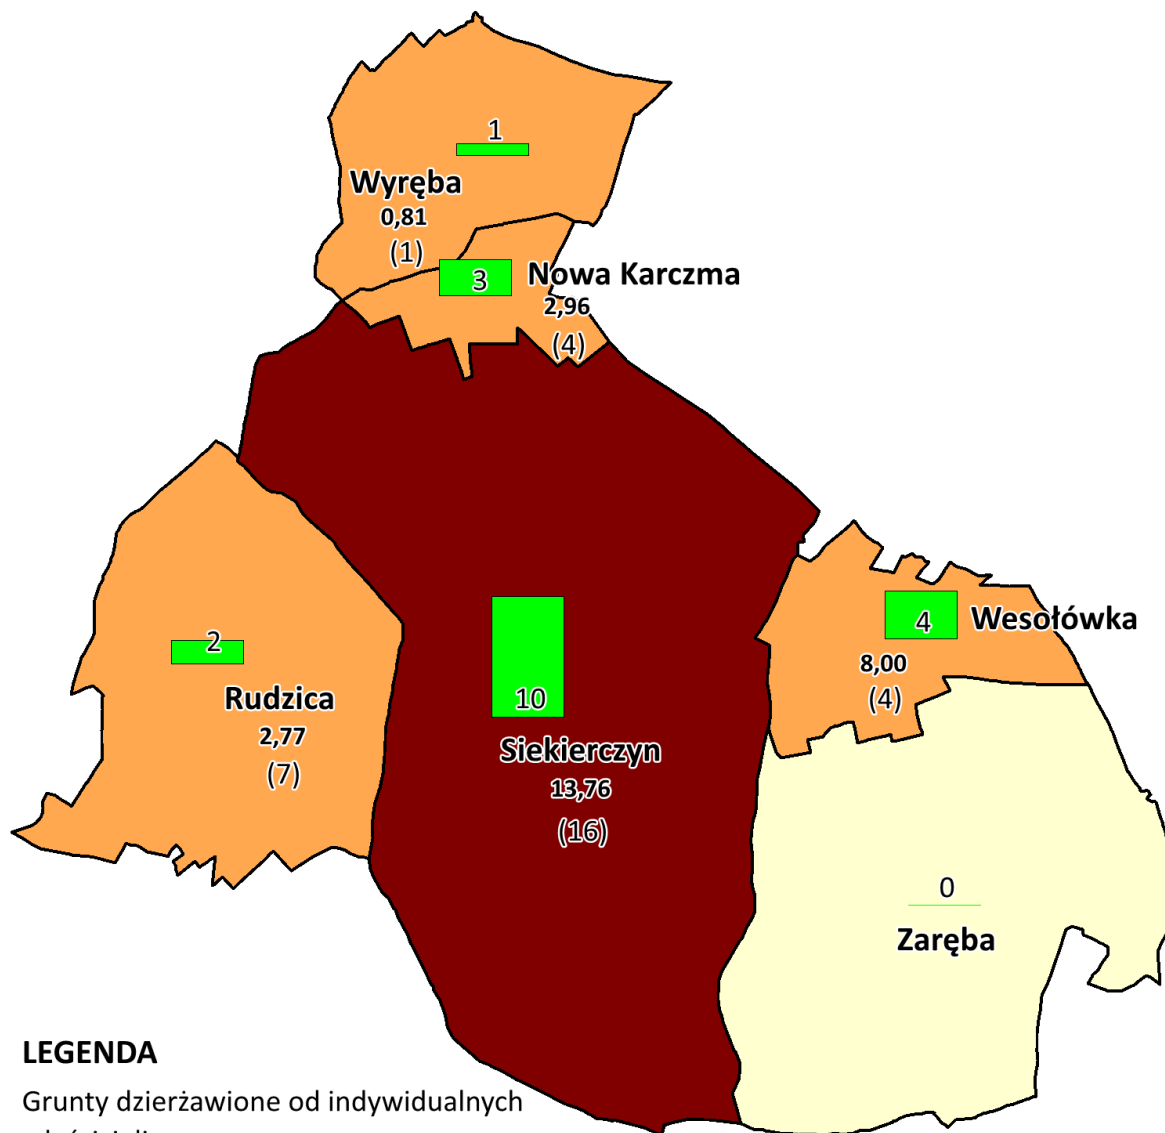 1
Wyręba
0,81
(1)
3
Nowa Karczma
2,96
(4)
4
Wesołówka
8,00
(4)
2
Rudzica
2,77
(7)
10
Siekierczyn
13,76
(16)
0
Zaręba
LEGENDA
Grunty dzierżawione od indywidualnych